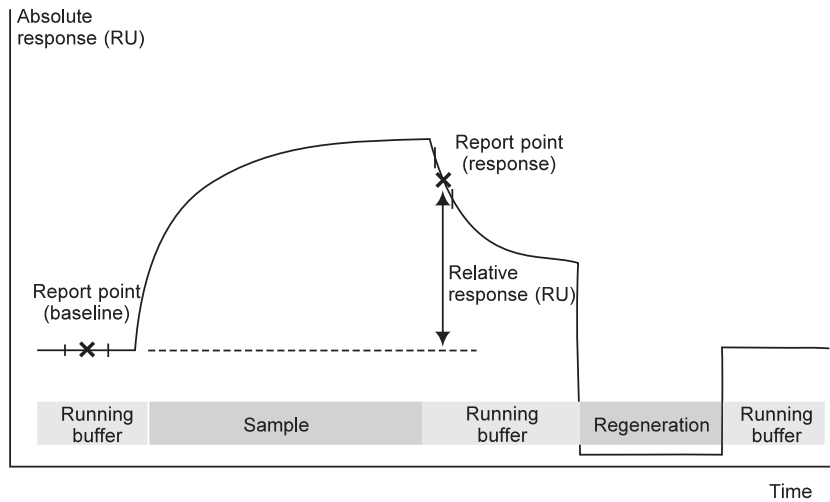 Absolute
response (RU)
Report point
(response)
Relative
response (RU)
Report point
(baseline)
Running
buffer
Sample
Running
buffer
Regeneration
Running
buffer
Time